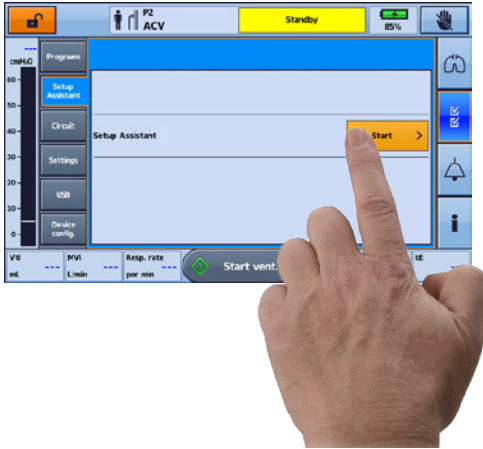 P2
ACV
Standby
85%
cmH₂O
---
60
50
40
30
20
10
0
Programs
Setup
Assistant
Circuit
Settings
USB
Device
config.
Setup Assistant
Start >
i
Vti
--- mL
MVi
--- L/min
Resp. rate
--- per min
Start vent.
I:E
---